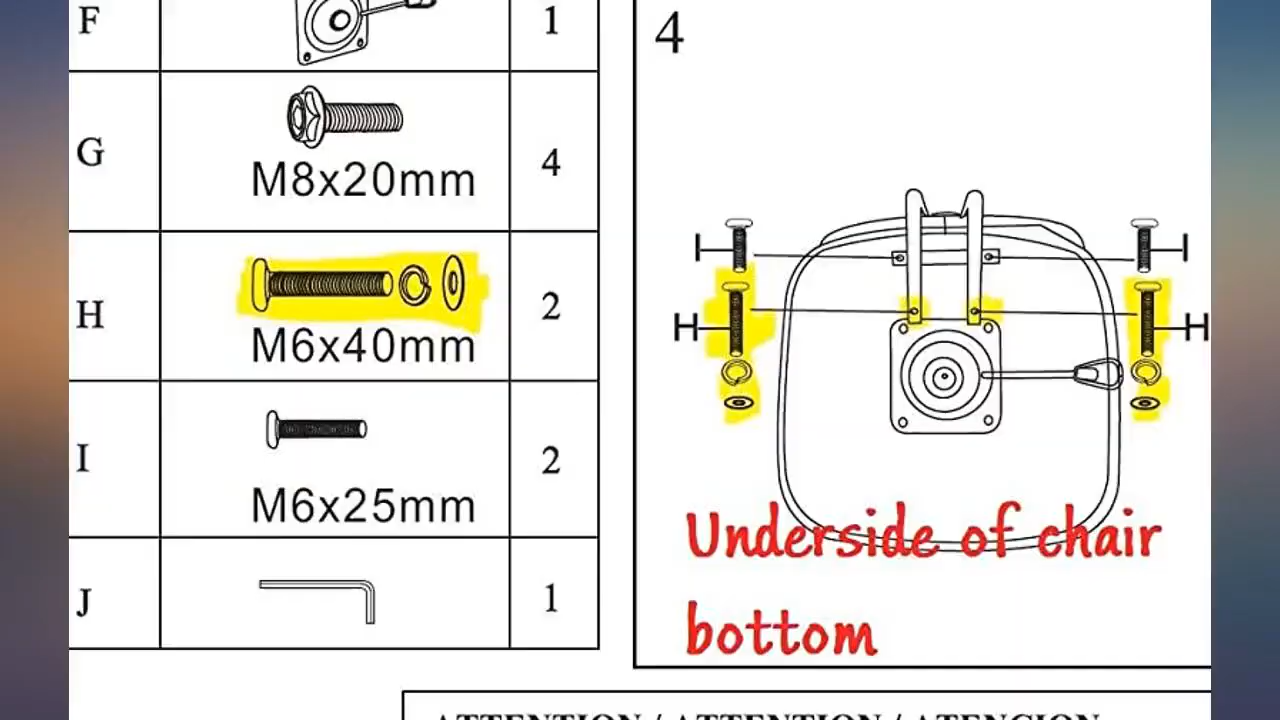 F
1
G
M8x20mm
4
H
M6x40mm
2
I
M6x25mm
2
J
1
4
I
I
H
H
Underside of chair
bottom
ATTENTION / ATTENTION / ATENCION